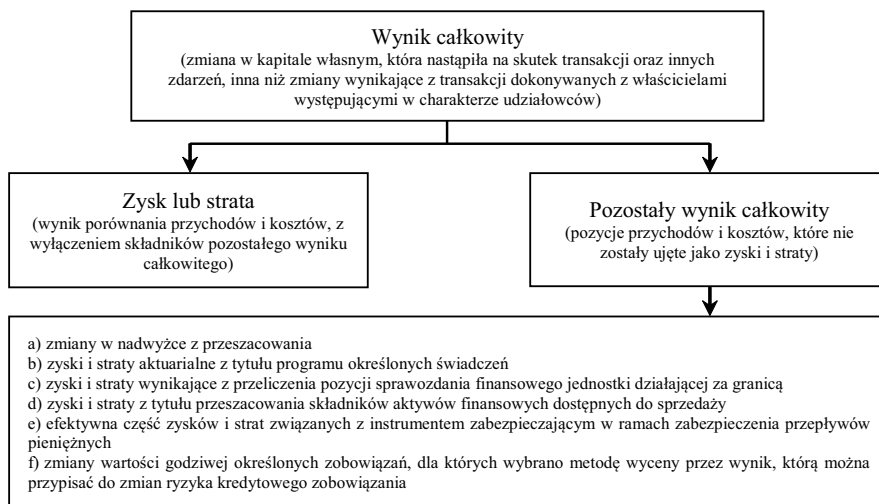 Wynik całkowity
(zmiana w kapitale własnym, która nastąpiła na skutek transakcji oraz innych
zdarzeń, inna niż zmiany wynikające z transakcji dokonywanych z właścicielami
występującymi w charakterze udziałowców)
Zysk lub strata
(wynik porównania przychodów i kosztów, z
wyłączeniem składników pozostałego wyniku
całkowitego)
Pozostały wynik całkowity
(pozycje przychodów i kosztów, które nie
zostały ujęte jako zyski i straty)
a) zmiany w nadwyżce z przeszacowania
b) zyski i straty aktuarialne z tytułu programu określonych świadczeń
c) zyski i straty wynikające z przeliczenia pozycji sprawozdania finansowego jednostki działającej za granicą
d) zyski i straty z tytułu przeszacowania składników aktywów finansowych dostępnych do sprzedaży
e) efektywna część zysków i strat związanych z instrumentem zabezpieczającym w ramach zabezpieczenia przepływów
pieniężnych
f) zmiany wartości godziwej określonych zobowiązań, dla których wybrano metodę wyceny przez wynik, którą można
przypisać do zmian ryzyka kredytowego zobowiązania